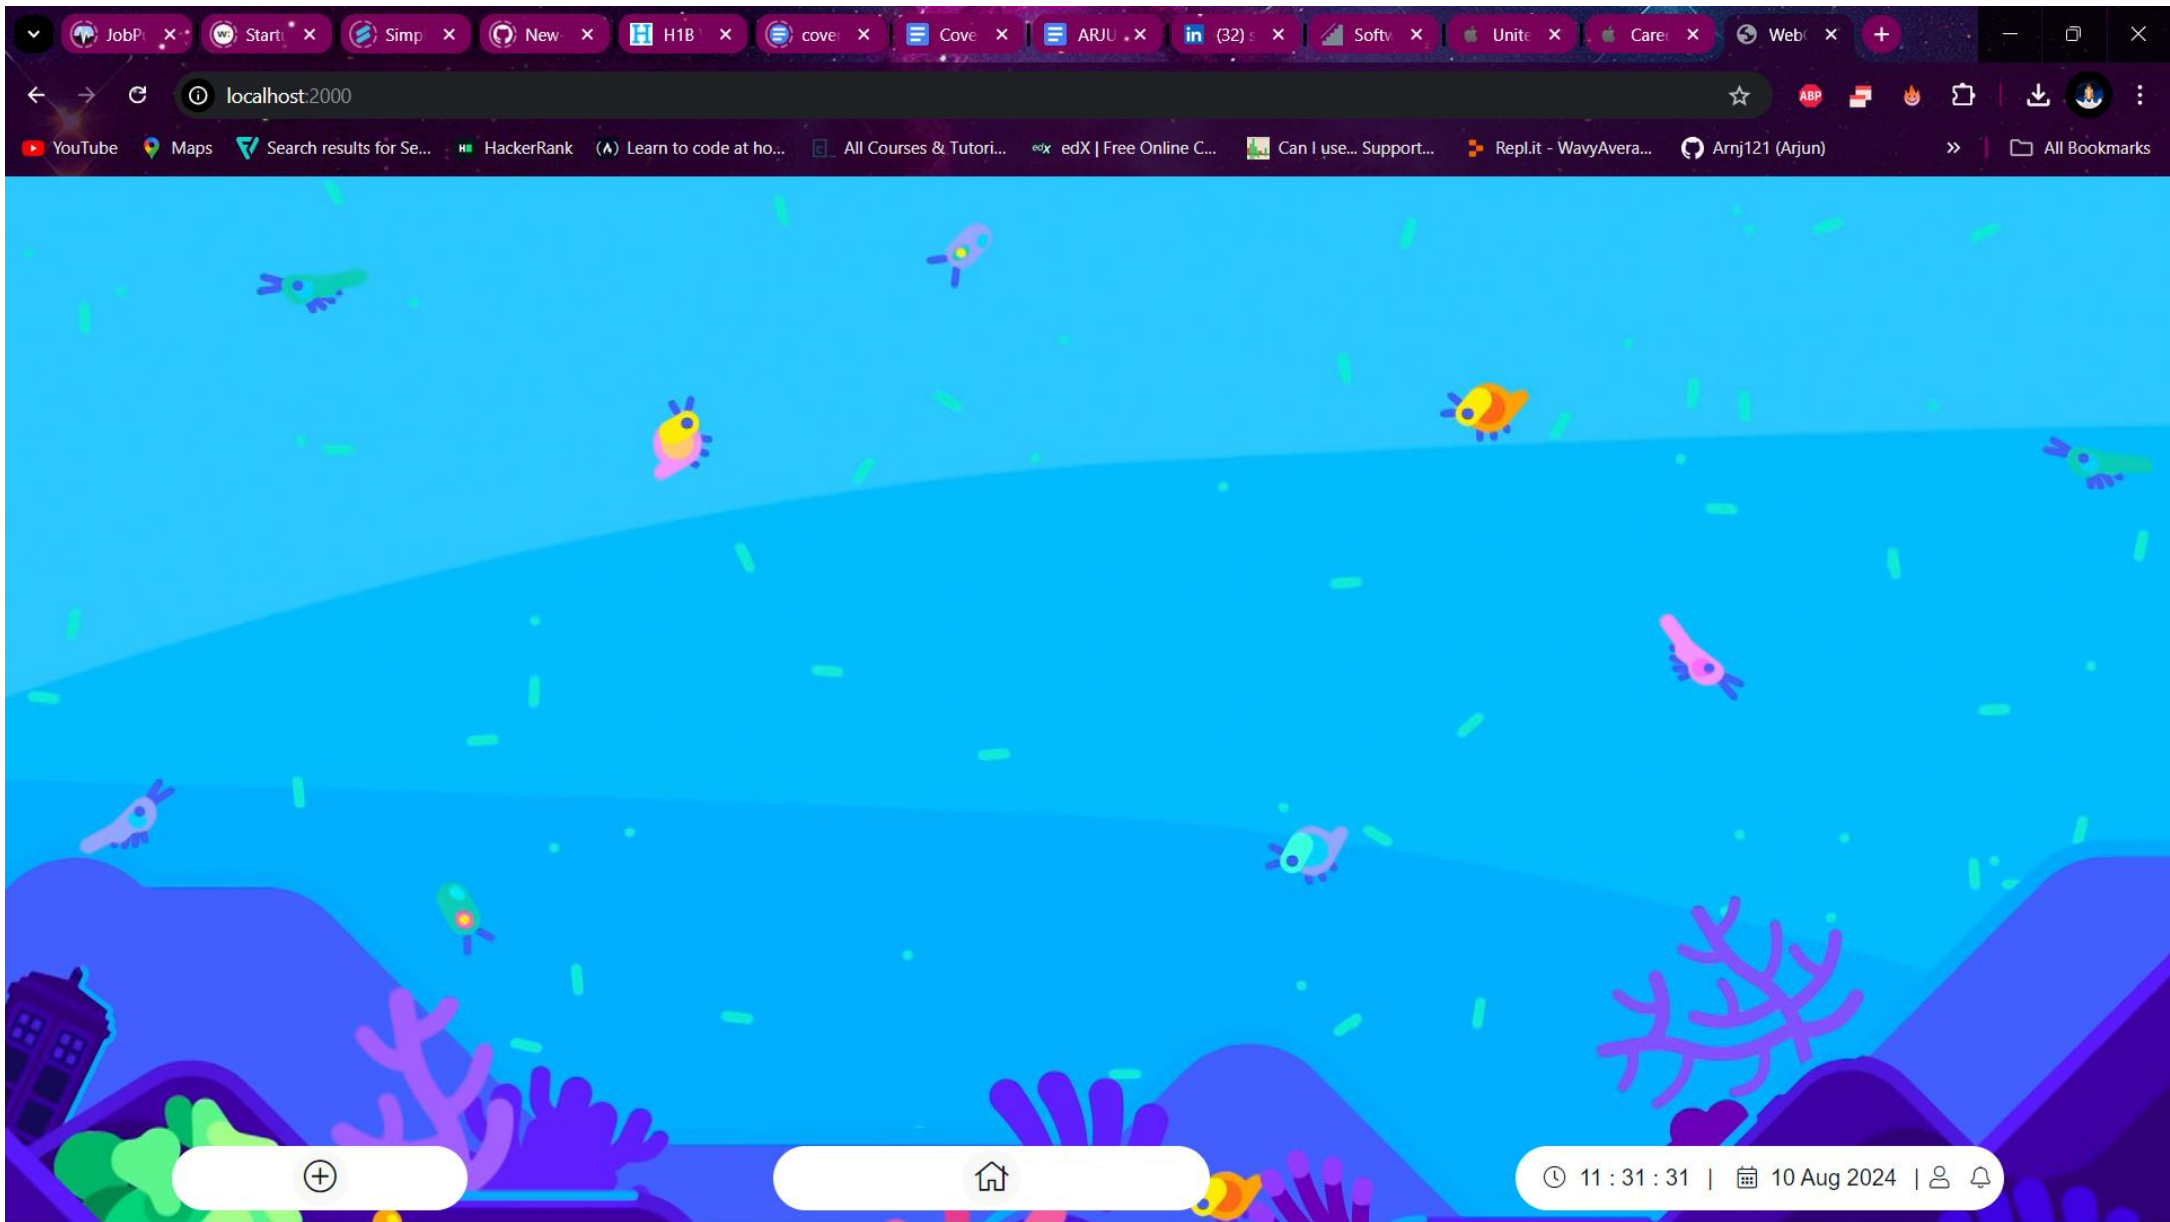 JobP Start Simp New- H1B cove Cove ARJU (32) Softw Unite Care Web
localhost:2000
YouTube Maps Search results for Se... HackerRank Learn to code at ho... All Courses & Tutori... edX | Free Online C... Can I use... Support... Repl.it - WavyAvera... Arnj121 (Arjun) » All Bookmarks
11 : 31 : 31 | 10 Aug 2024 |